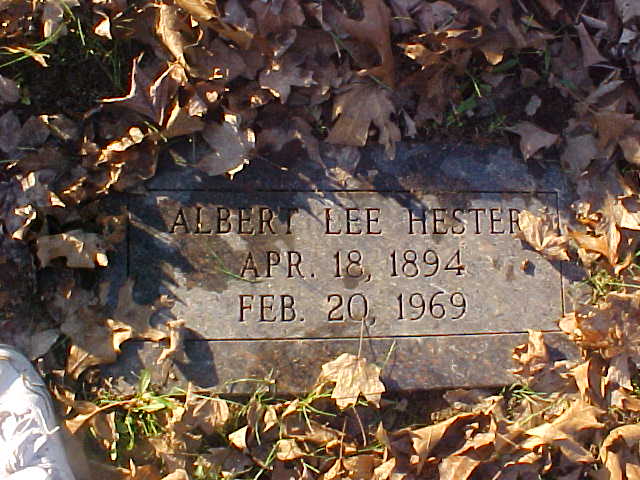 ALBERT LEE HESTER
APR. 18, 1894
FEB. 20, 1969